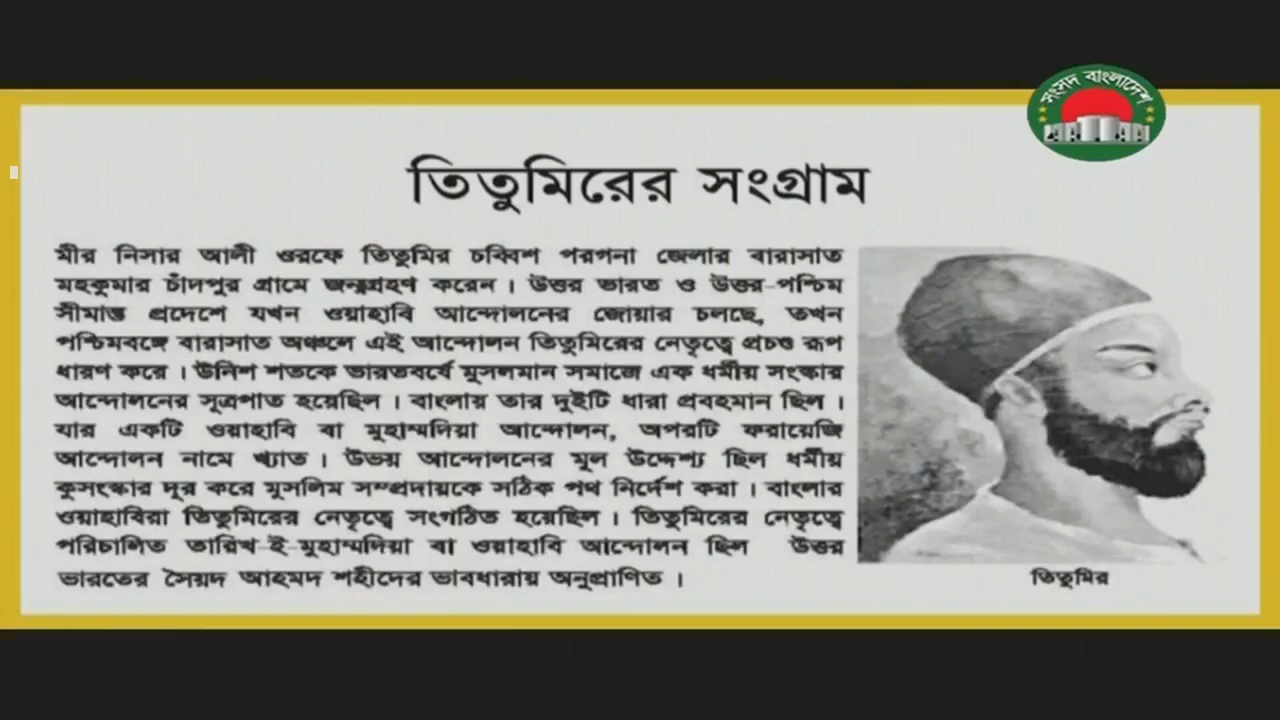 সংসদ বাংলাদেশ
তিতুমিরের সংগ্রাম
মীর নিসার আলী ওরফে তিতুমির চব্বিশ পরগনা জেলার বারাসাত
মহকুমার চাঁদপুর গ্রামে জন্মগ্রহণ করেন। উত্তর ভারত ও উত্তর-পশ্চিম
সীমান্ত প্রদেশে যখন ওয়াহাবি আন্দোলনের জোয়ার চলছে, তখন
পশ্চিমবঙ্গে বারাসাত অঞ্চলে এই আন্দোলন তিতুমিরের নেতৃত্বে প্রচণ্ড রূপ
ধারণ করে। উনিশ শতকে ভারতবর্ষে মুসলমান সমাজে এক ধর্মীয় সংস্কার
আন্দোলনের সূত্রপাত হয়েছিল। বাংলায় তার দুইটি ধারা প্রবহমান ছিল।
যার একটি ওয়াহাবি বা মুহাম্মদিয়া আন্দোলন, অপরটি ফরায়েজি
আন্দোলন নামে খ্যাত। উভয় আন্দোলনের মূল উদ্দেশ্য ছিল ধর্মীয়
কুসংস্কার দূর করে মুসলিম সম্প্রদায়কে সঠিক পথ নির্দেশ করা। বাংলার
ওয়াহাবিরা তিতুমিরের নেতৃত্বে সংগঠিত হয়েছিল। তিতুমিরের নেতৃত্বে
পরিচালিত তারিখ-ই-মুহাম্মদিয়া বা ওয়াহাবি আন্দোলন ছিল উত্তর
ভারতের সৈয়দ আহমদ শহীদের ভাবধারায় অনুপ্রাণিত।
তিতুমির